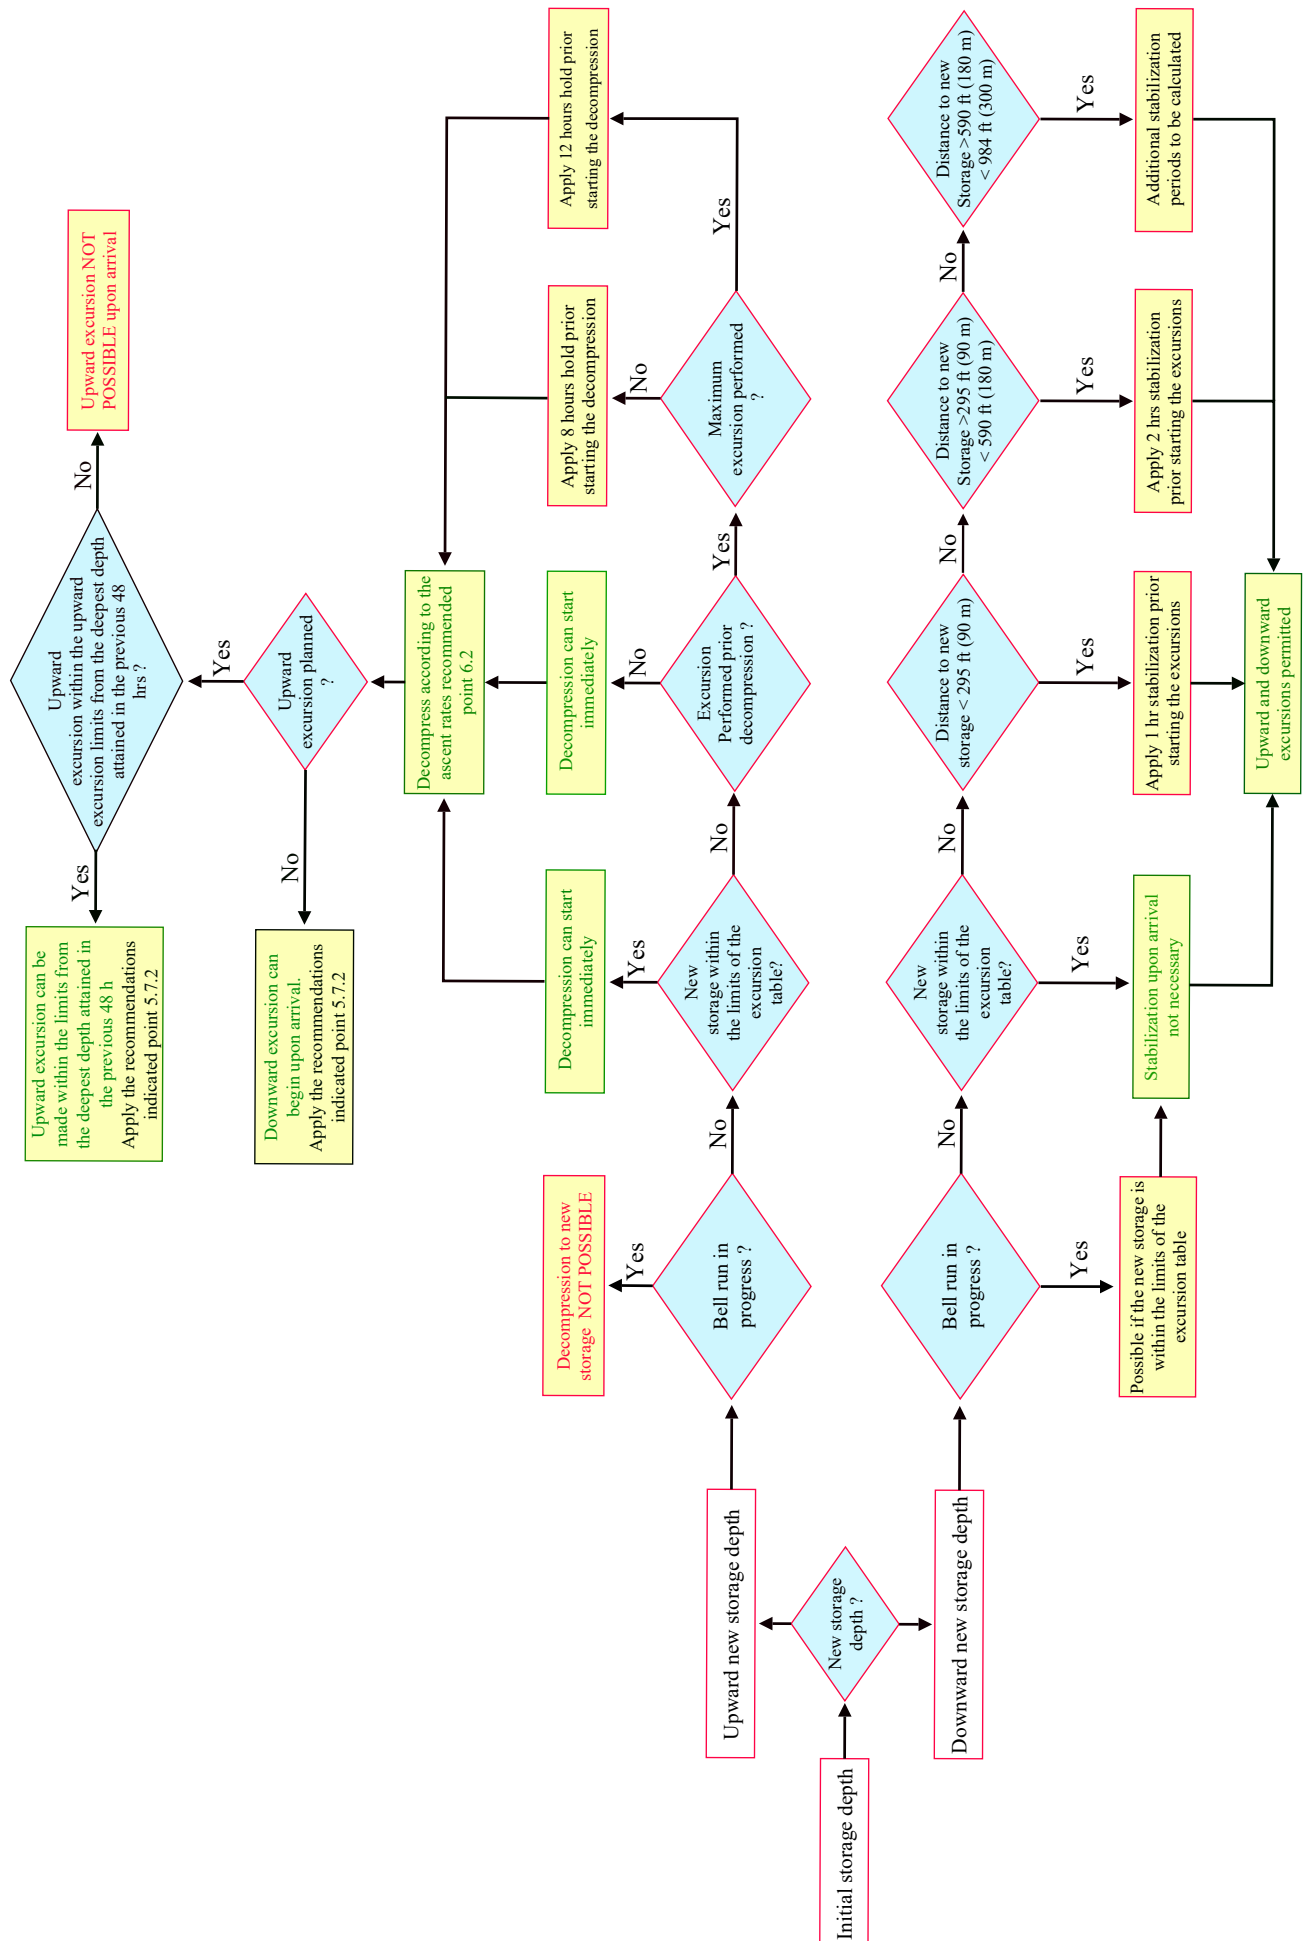 Initial storage depth
New storage
depth ?
Upward new storage depth
Downward new storage depth
Bell run in
progress ?
Yes
Decompression to new
storage  NOT POSSIBLE
No
New
storage within
the limits of the
excursion
table?
Yes
Decompression can start
immediately
No
Excursion
Performed prior
decompression ?
No
Decompression can start
immediately
Yes
Maximum
excursion performed
?
No
Apply 8 hours hold prior
starting the decompression
Yes
Apply 12 hours hold prior
starting the decompression
Decompress according to the
ascent rates recommended
point 6.2
Upward
excursion planned
?
No
Downward excursion can
begin upon arrival.
Apply the recommendations
indicated point 5.7.2
Yes
Upward
excursion within the upward
excursion limits from the deepest depth
attained in the previous 48
hrs ?
Yes
Upward excursion can be
made within the limits from
the deepest depth attained in
the previous 48 h
Apply the recommendations
indicated point 5.7.2
No
Upward excursion NOT
POSSIBLE upon arrival
Bell run in
progress ?
Yes
Possible if the new storage is
within the limits of the
excursion table
No
New
storage within
the limits of the
excursion
table?
Yes
Stabilization upon arrival
not necessary
No
Distance to new
storage < 295 ft (90 m)
Yes
Apply 1 hr stabilization prior
starting the excursions
No
Distance to new
Storage >295 ft (90 m)
< 590 ft (180 m)
Yes
Apply 2 hrs stabilization
prior starting the excursions
No
Distance to new
Storage >590 ft (180 m)
< 984 ft (300 m)
Yes
Additional stabilization
periods to be calculated
Upward and downward
excursions permitted